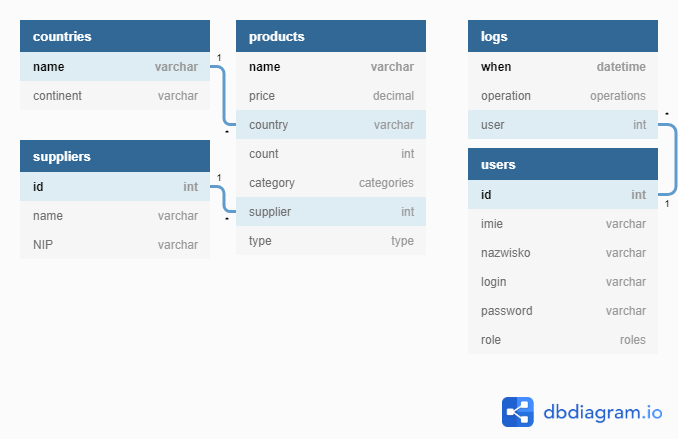 countries
name varchar
continent varchar
suppliers
id int
name varchar
NIP varchar
1
*
1
*
products
name varchar
price decimal
country varchar
count int
category categories
supplier int
type type
logs
when datetime
operation operations
user int
*
users
id int
1
imie varchar
nazwisko varchar
login varchar
password varchar
role roles
dbdiagram.io